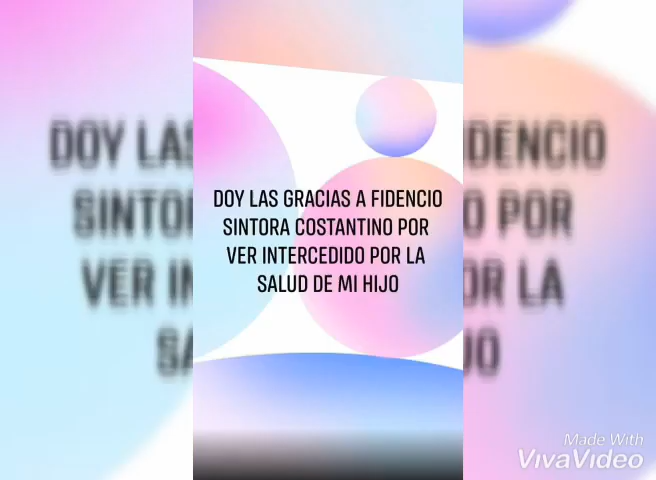 DOY LAS GRACIAS A FIDENCIO
SINTORA COSTANTINO POR
VER INTERCEDIDO POR LA
SALUD DE MI HIJO
Made With
VivaVideo